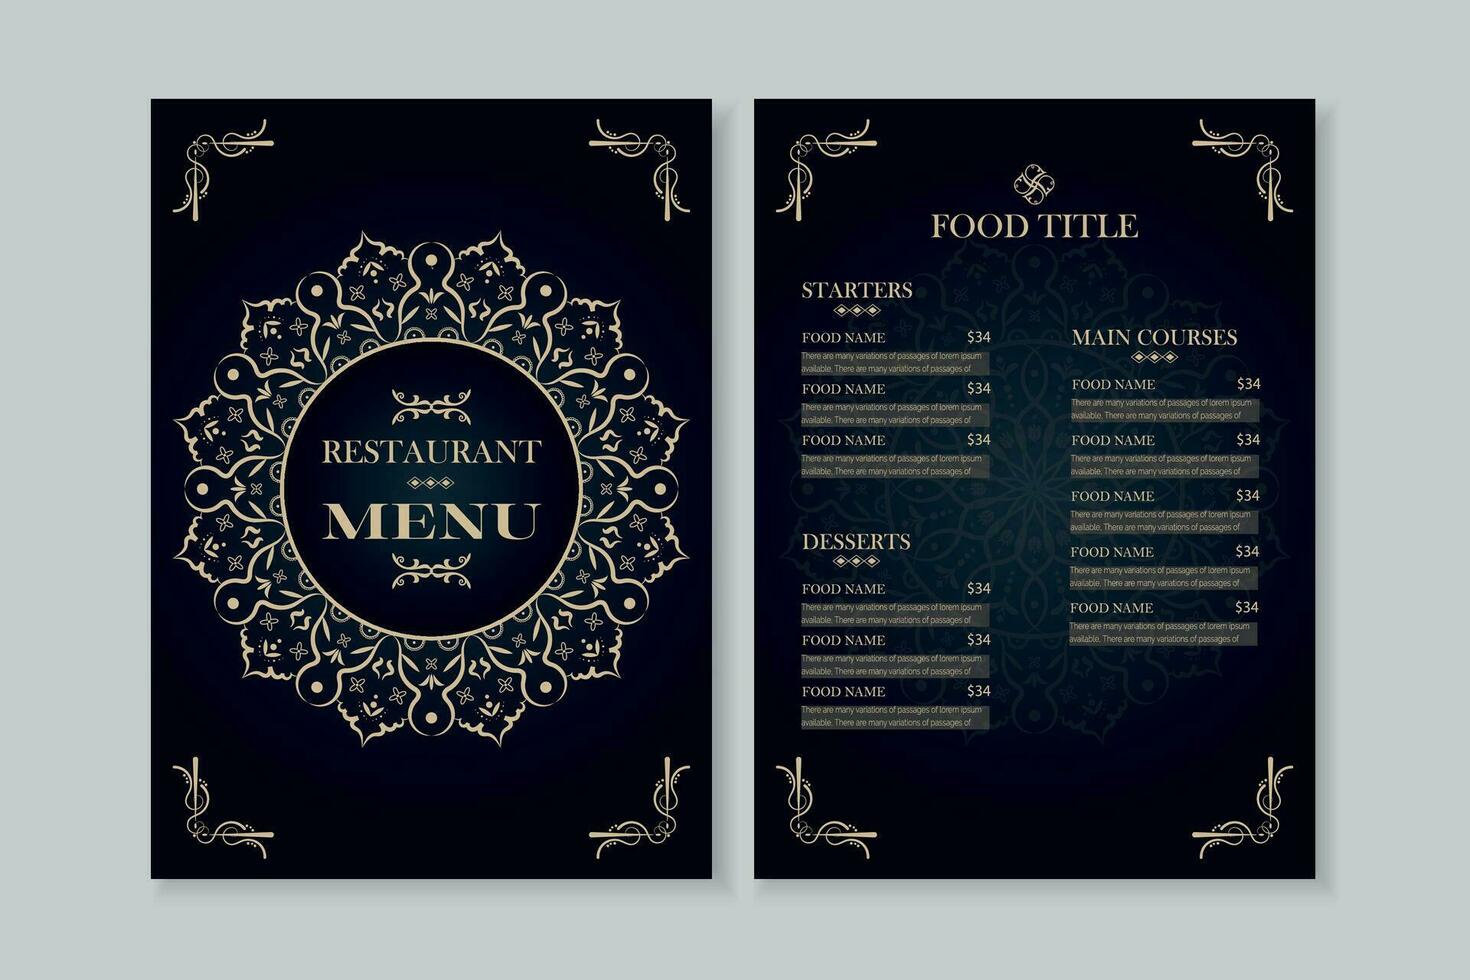 RESTAURANT
MENU
FOOD TITLE
STARTERS
FOOD NAME $34
There are many variations of passages of lorem ipsum
available. There are many variations of passages of
FOOD NAME $34
There are many variations of passages of lorem ipsum
available. There are many variations of passages of
FOOD NAME $34
There are many variations of passages of lorem ipsum
available. There are many variations of passages of
DESSERTS
FOOD NAME $34
There are many variations of passages of lorem ipsum
available. There are many variations of passages of
FOOD NAME $34
There are many variations of passages of lorem ipsum
available. There are many variations of passages of
FOOD NAME $34
There are many variations of passages of lorem ipsum
available. There are many variations of passages of
MAIN COURSES
FOOD NAME $34
There are many variations of passages of lorem ipsum
available. There are many variations of passages of
FOOD NAME $34
There are many variations of passages of lorem ipsum
available. There are many variations of passages of
FOOD NAME $34
There are many variations of passages of lorem ipsum
available. There are many variations of passages of
FOOD NAME $34
There are many variations of passages of lorem ipsum
available. There are many variations of passages of
FOOD NAME $34
There are many variations of passages of lorem ipsum
available. There are many variations of passages of